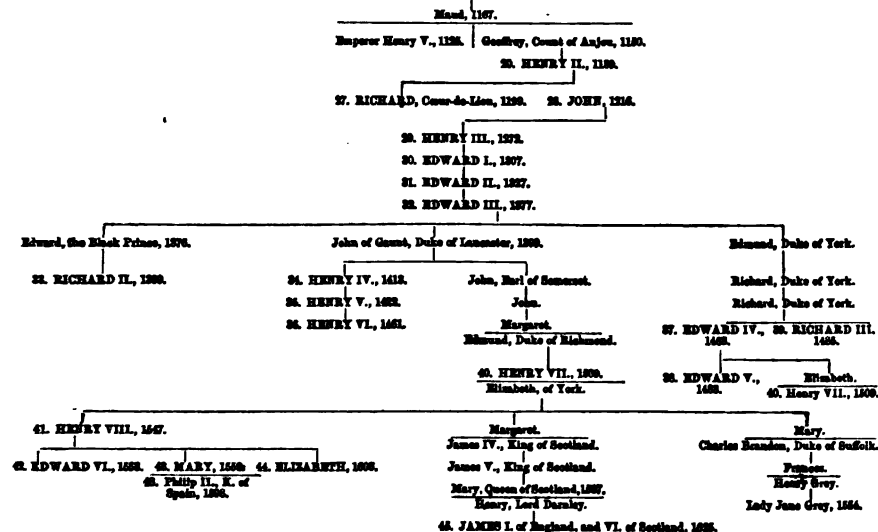 Maud, 1167.
Emperor Henry V., 1125. Geoffrey, Count of Anjou, 1150.
HENRY II., 1189.
27. RICHARD, Cœur-de-Lion, 1199. 28. JOHN, 1216.
29. HENRY III., 1272.
30. EDWARD I., 1307.
31. EDWARD II., 1327.
32. EDWARD III., 1377.
Edward, the Black Prince, 1376. John of Gaunt, Duke of Lancaster, 1399. Edmund, Duke of York.
33. RICHARD II., 1399. 34. HENRY IV., 1413. John, Earl of Somerset. Richard, Duke of York.
35. HENRY V., 1422. John. Richard, Duke of York.
36. HENRY VI., 1461. Margaret. 37. EDWARD IV., 39. RICHARD III.
Edmund, Duke of Richmond. 1483. 1485.
40. HENRY VII., 1509. 38. EDWARD V., Elizabeth.
Elizabeth, of York. 1483. 40. Henry VII., 1509.
41. HENRY VIII., 1547. Margaret. Mary.
James IV., King of Scotland. Charles Brandon, Duke of Suffolk.
42. EDWARD VI., 1553. 43. MARY, 1558. 44. ELIZABETH, 1603. James V., King of Scotland. Frances.
43. Philip II., K. of Mary, Queen of Scotland, 1587. Henry Grey.
Spain, 1598. Henry, Lord Darnley. Lady Jane Grey, 1554.
45. JAMES I. of England, and VI. of Scotland, 1625.